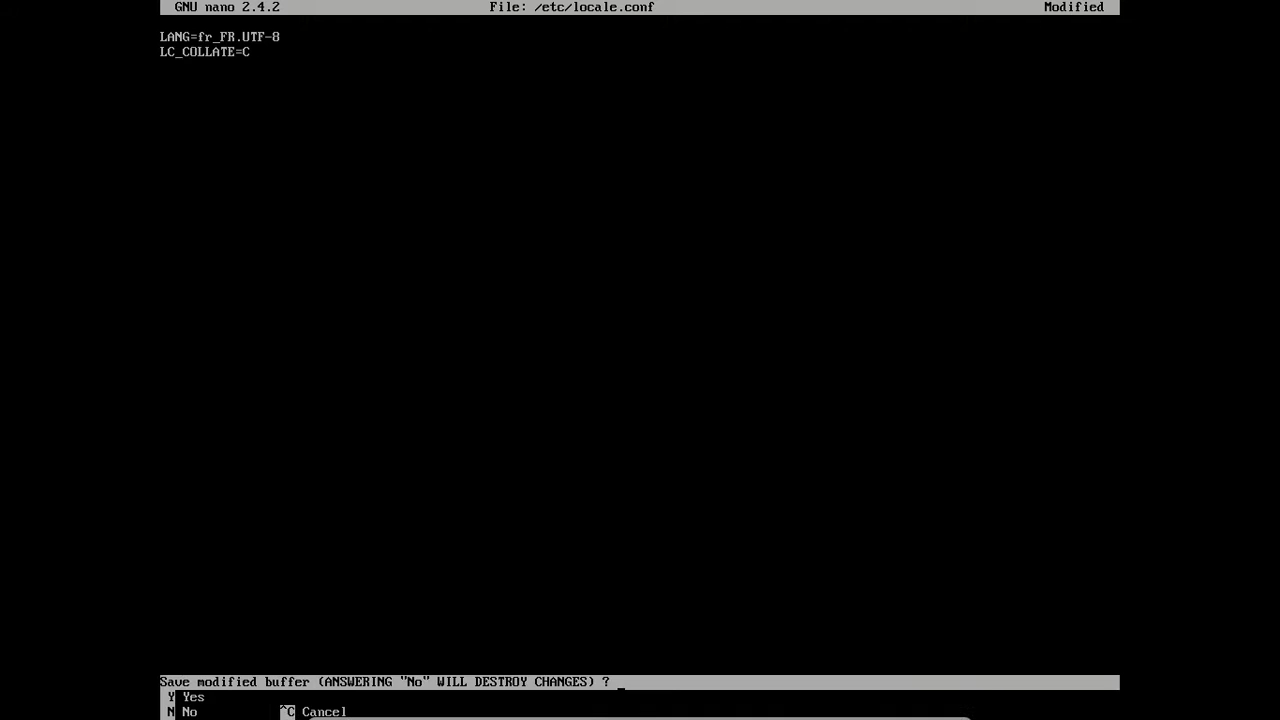 GNU nano 2.4.2 File: /etc/locale.conf Modified
LANG=fr_FR.UTF-8
LC_COLLATE=C
Save modified buffer (ANSWERING "No" WILL DESTROY CHANGES) ?
Y Yes
N No ^C Cancel